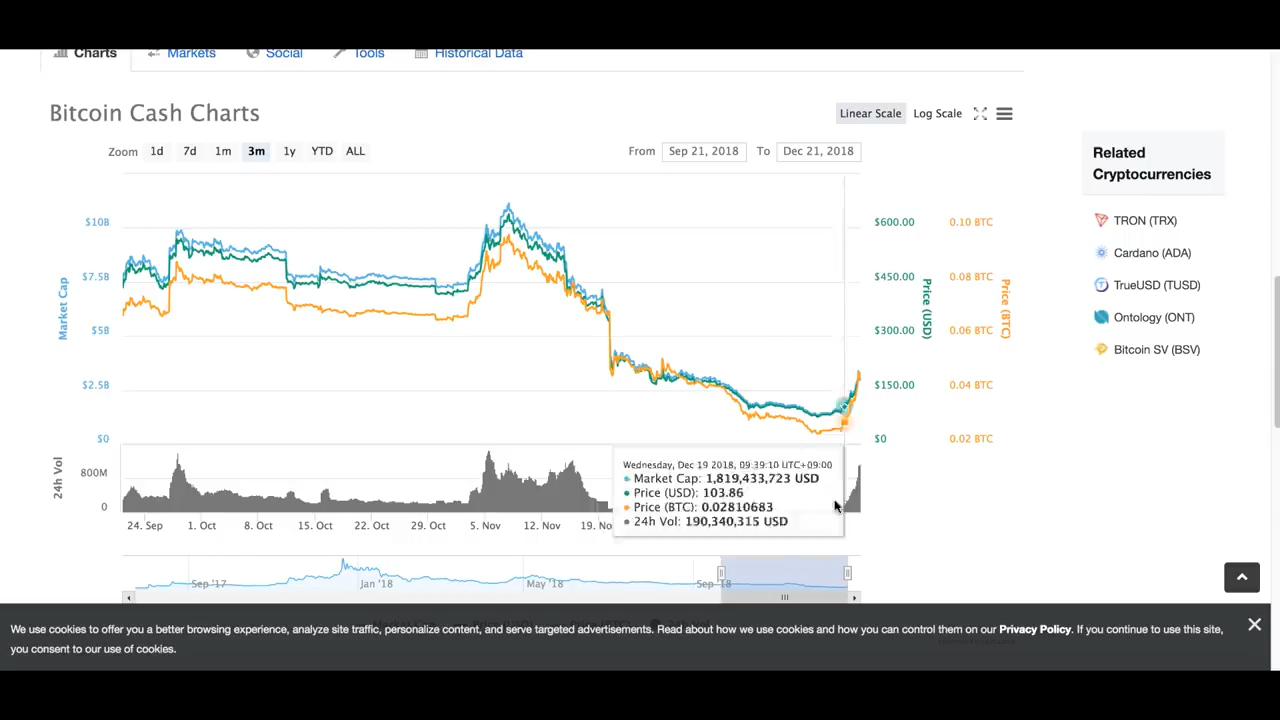 Charts Markets Social Tools Historical Data
Bitcoin Cash Charts
Linear Scale Log Scale
Zoom 1d 7d 1m 3m 1y YTD ALL
From Sep 21, 2018 To Dec 21, 2018
Related
Cryptocurrencies
TRON (TRX)
Cardano (ADA)
TrueUSD (TUSD)
Ontology (ONT)
Bitcoin SV (BSV)
$10B $600.00 0.10 BTC
$7.5B $450.00 0.08 BTC
$5B $300.00 0.06 BTC
$2.5B $150.00 0.04 BTC
$0 $0 0.02 BTC
Market Cap
Price (USD)
Price (BTC)
24h Vol
800M
0
Wednesday, Dec 19 2018, 09:39:10 UTC+09:00
Market Cap: 1,819,433,723 USD
Price (USD): 103.86
Price (BTC): 0.02810683
24h Vol: 190,340,315 USD
24. Sep 1. Oct 8. Oct 15. Oct 22. Oct 29. Oct 5. Nov 12. Nov 19. No
Sep '17 Jan '18 May '18 Sep '18
We use cookies to offer you a better browsing experience, analyze site traffic, personalize content, and serve targeted advertisements. Read about how we use cookies and how you can control them on our Privacy Policy. If you continue to use this site,
you consent to our use of cookies.